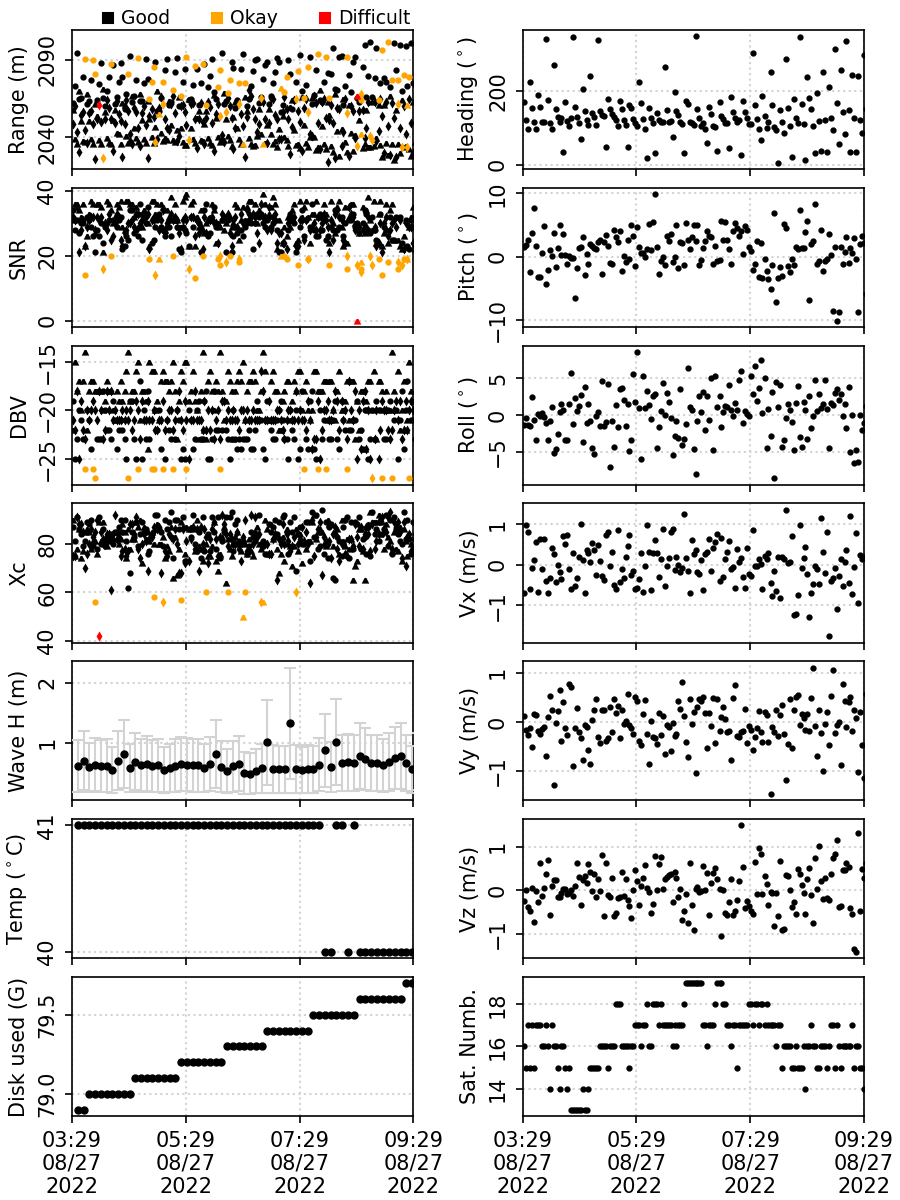 Good Okay Difficult
Range (m)
2090
2040
Heading (°)
200
0
SNR
40
20
0
Pitch (°)
10
0
−10
DBV
−15
−20
−25
Roll (°)
5
0
−5
Xc
80
60
40
Vx (m/s)
1
0
−1
Wave H (m)
2
1
Vy (m/s)
1
0
−1
Temp (°C)
41
40
Vz (m/s)
1
0
−1
Disk used (G)
79.5
79.0
Sat. Numb.
18
16
14
03:29 05:29 07:29 09:29 03:29 05:29 07:29 09:29
08/27 08/27 08/27 08/27 08/27 08/27 08/27 08/27
2022 2022 2022 2022 2022 2022 2022 2022